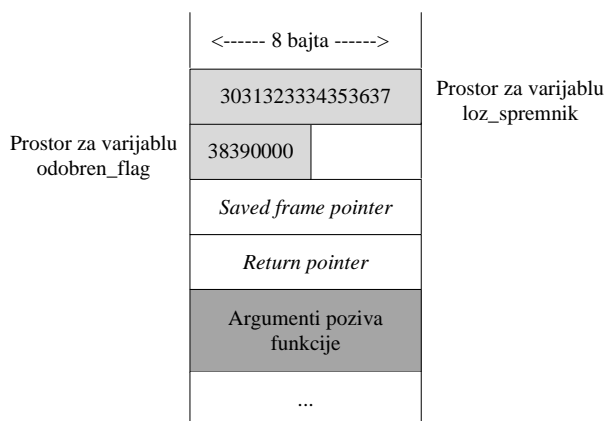 <------ 8 bajta ------>
3031323334353637
Prostor za varijablu
loz_spremnik
Prostor za varijablu
odobren_flag
38390000
Saved frame pointer
Return pointer
Argumenti poziva
funkcije
...